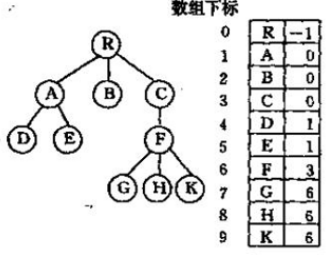 数组下标
R
A B C
D E F
G H K
0 R -1
1 A 0
2 B 0
3 C 0
4 D 1
5 E 1
6 F 3
7 G 6
8 H 6
9 K 6